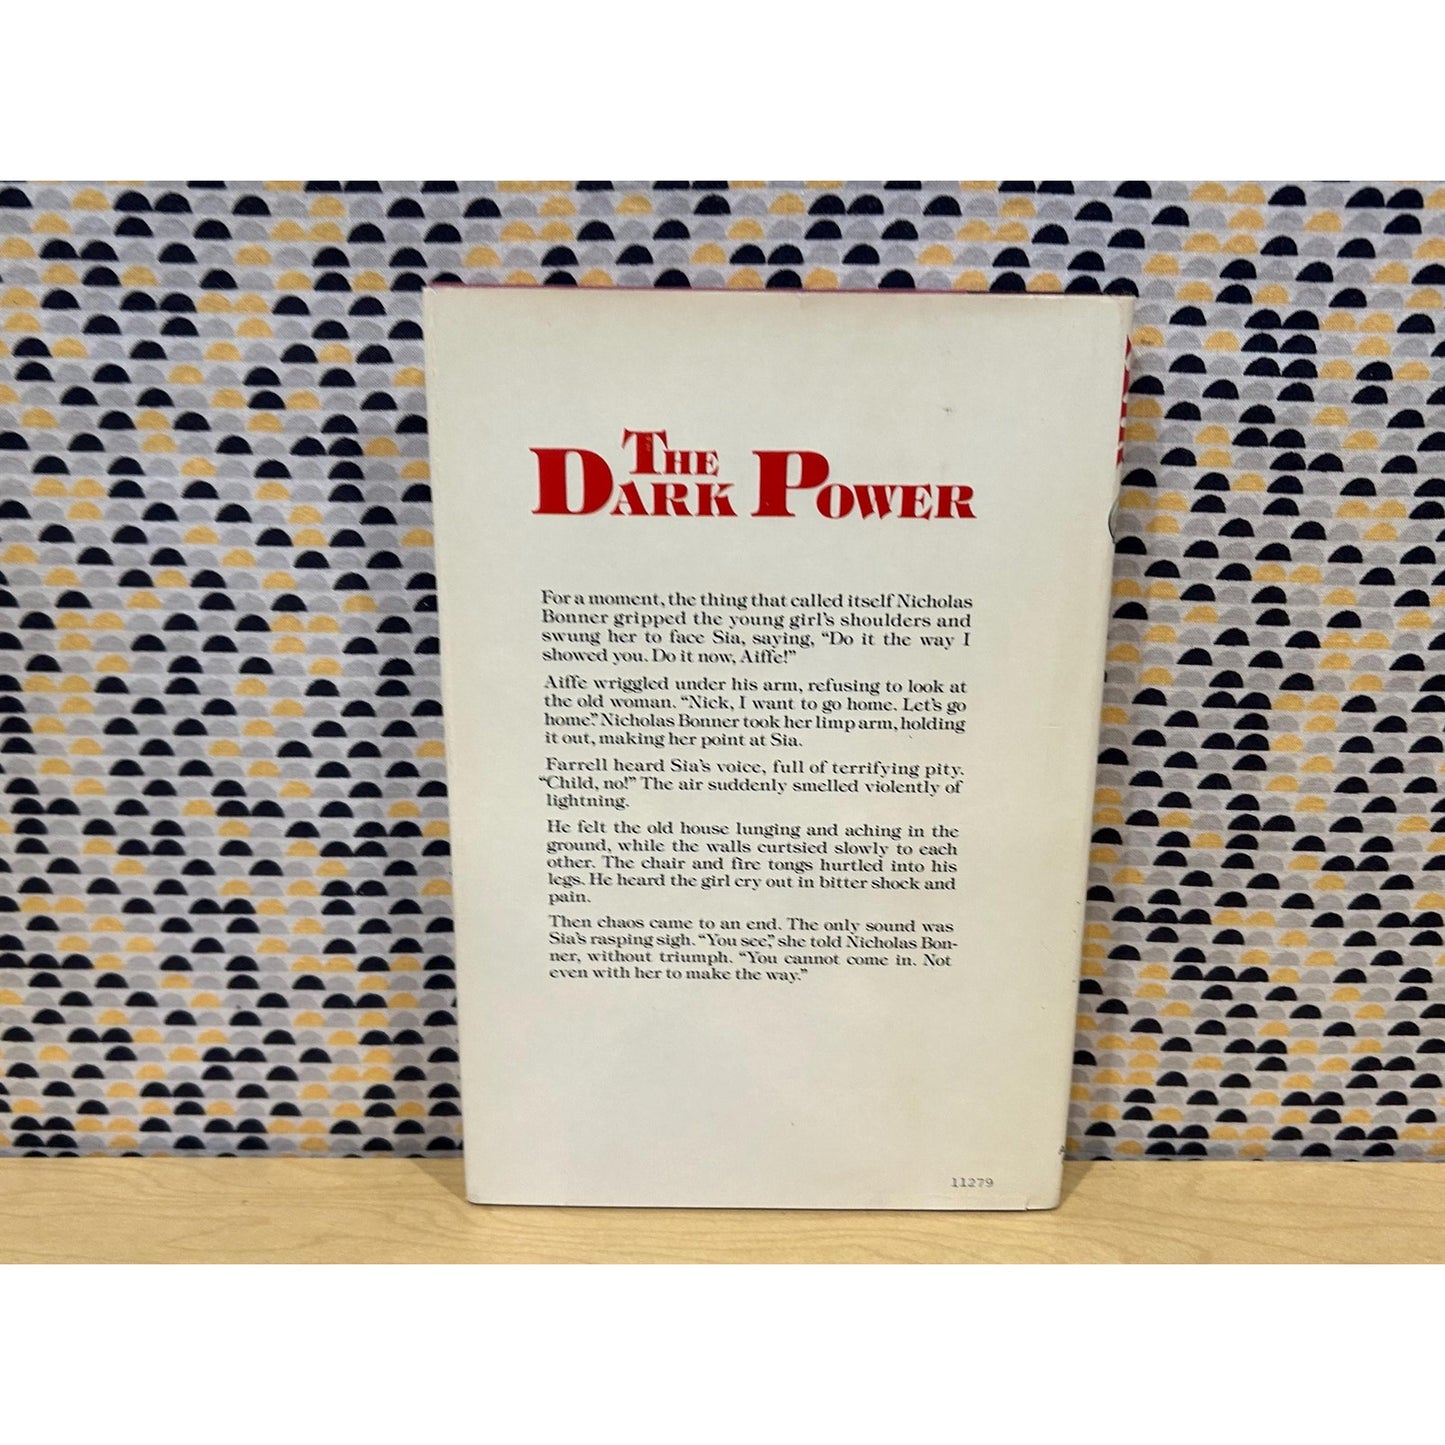 THE
DARK POWER
For a moment, the thing that called itself Nicholas
Bonner gripped the young girl's shoulders and
swung her to face Sia, saying, "Do it the way I
showed you. Do it now, Aiffe!"
Aiffe wriggled under his arm, refusing to look at
the old woman. "Nick, I want to go home. Let's go
home." Nicholas Bonner took her limp arm, holding
it out, making her point at Sia.
Farrell heard Sia's voice, full of terrifying pity.
"Child, no!" The air suddenly smelled violently of
lightning.
He felt the old house lunging and aching in the
ground, while the walls curtsied slowly to each
other. The chair and fire tongs hurtled into his
legs. He heard the girl cry out in bitter shock and
pain.
Then chaos came to an end. The only sound was
Sia's rasping sigh. "You see," she told Nicholas Bon-
ner, without triumph. "You cannot come in. Not
even with her to make the way."
11279